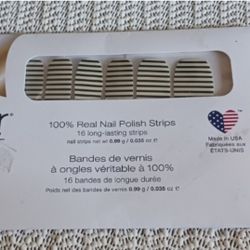 r
100% Real Nail Polish Strips
16 long-lasting strips
nail strips net wt 0.99 g / 0.035 oz e
Made in USA
Fabriquées aux
ÉTATS-UNIS
Bandes de vernis
à ongles véritable à 100%
16 bandes de longue durée
Poids net des bandes de vernis 0.99 g / 0.035 oz e